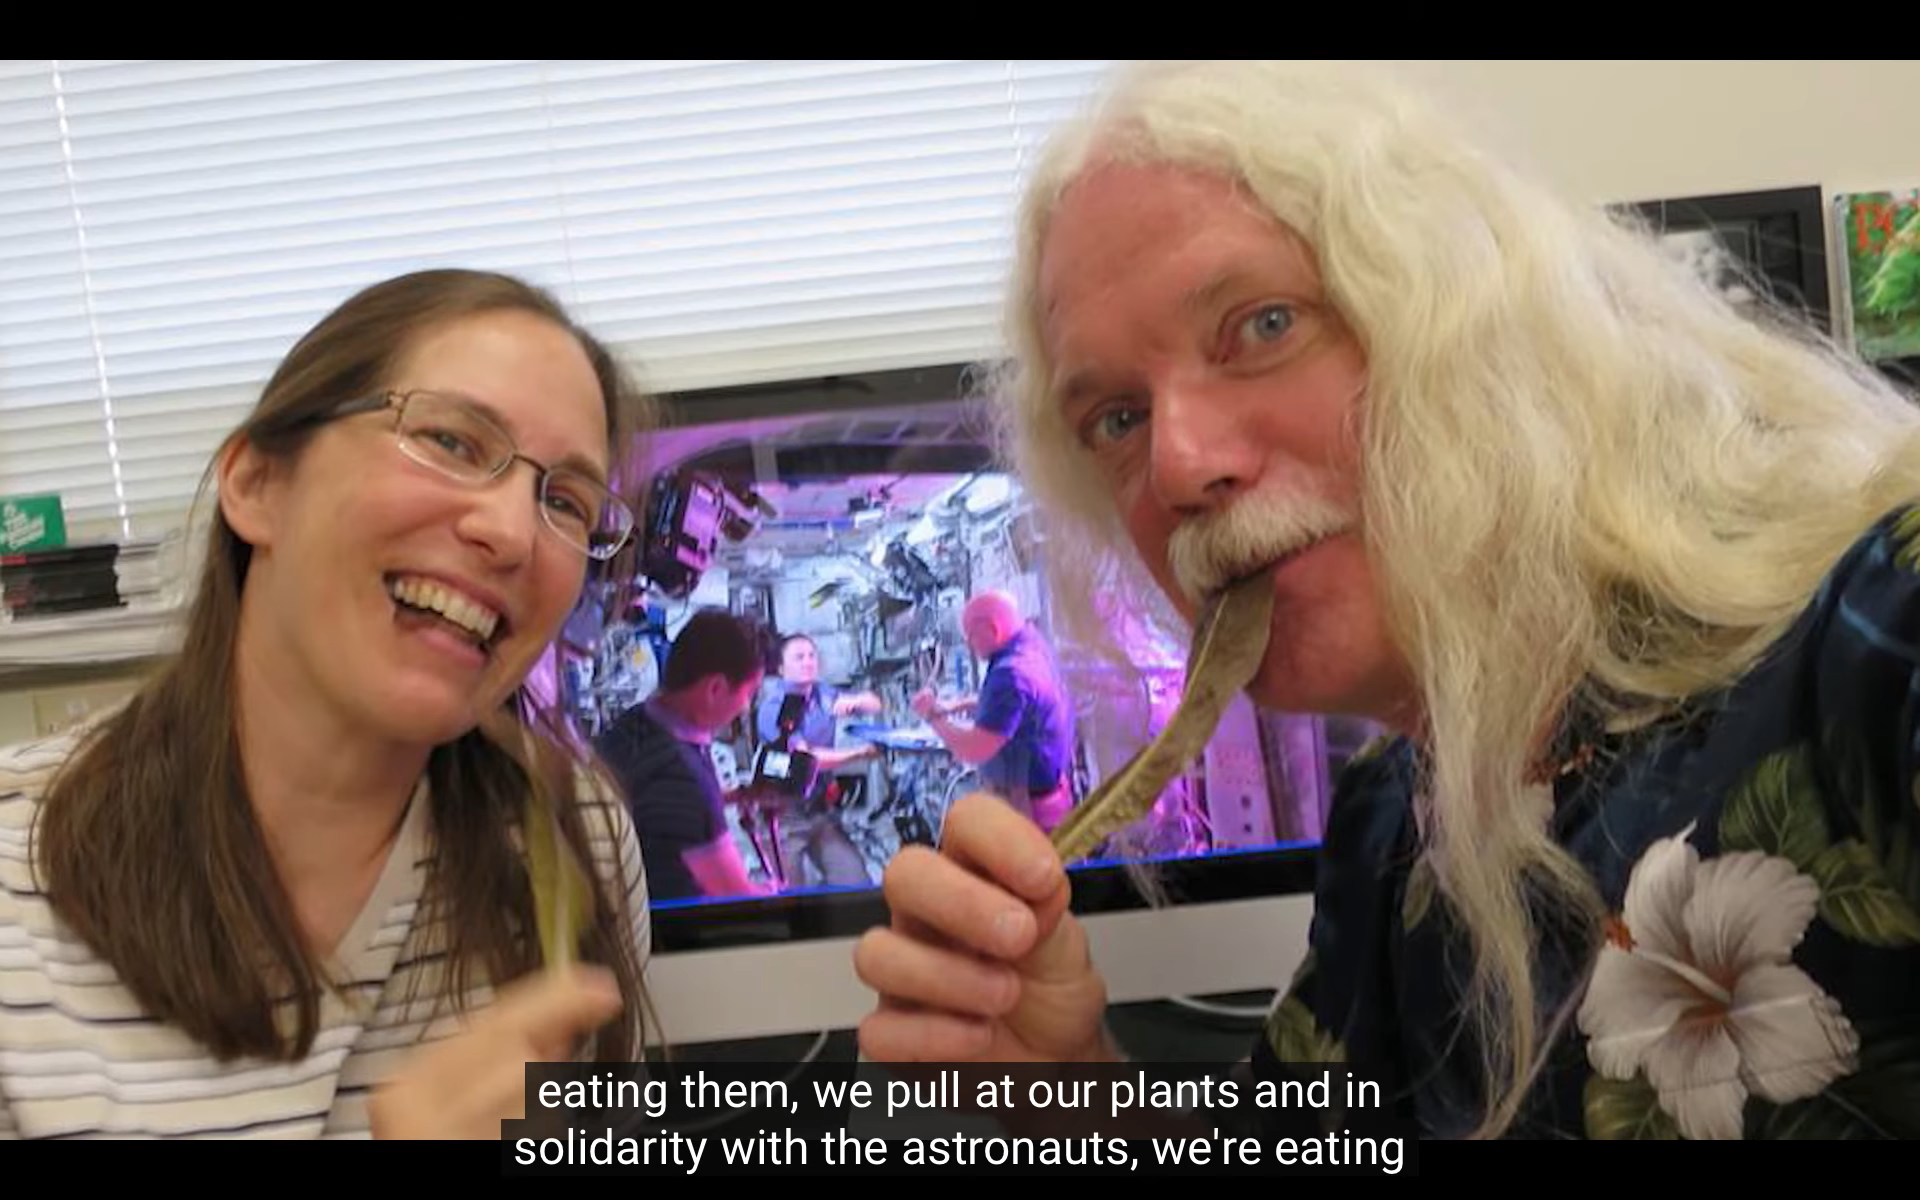 eating them, we pull at our plants and in
solidarity with the astronauts, we're eating